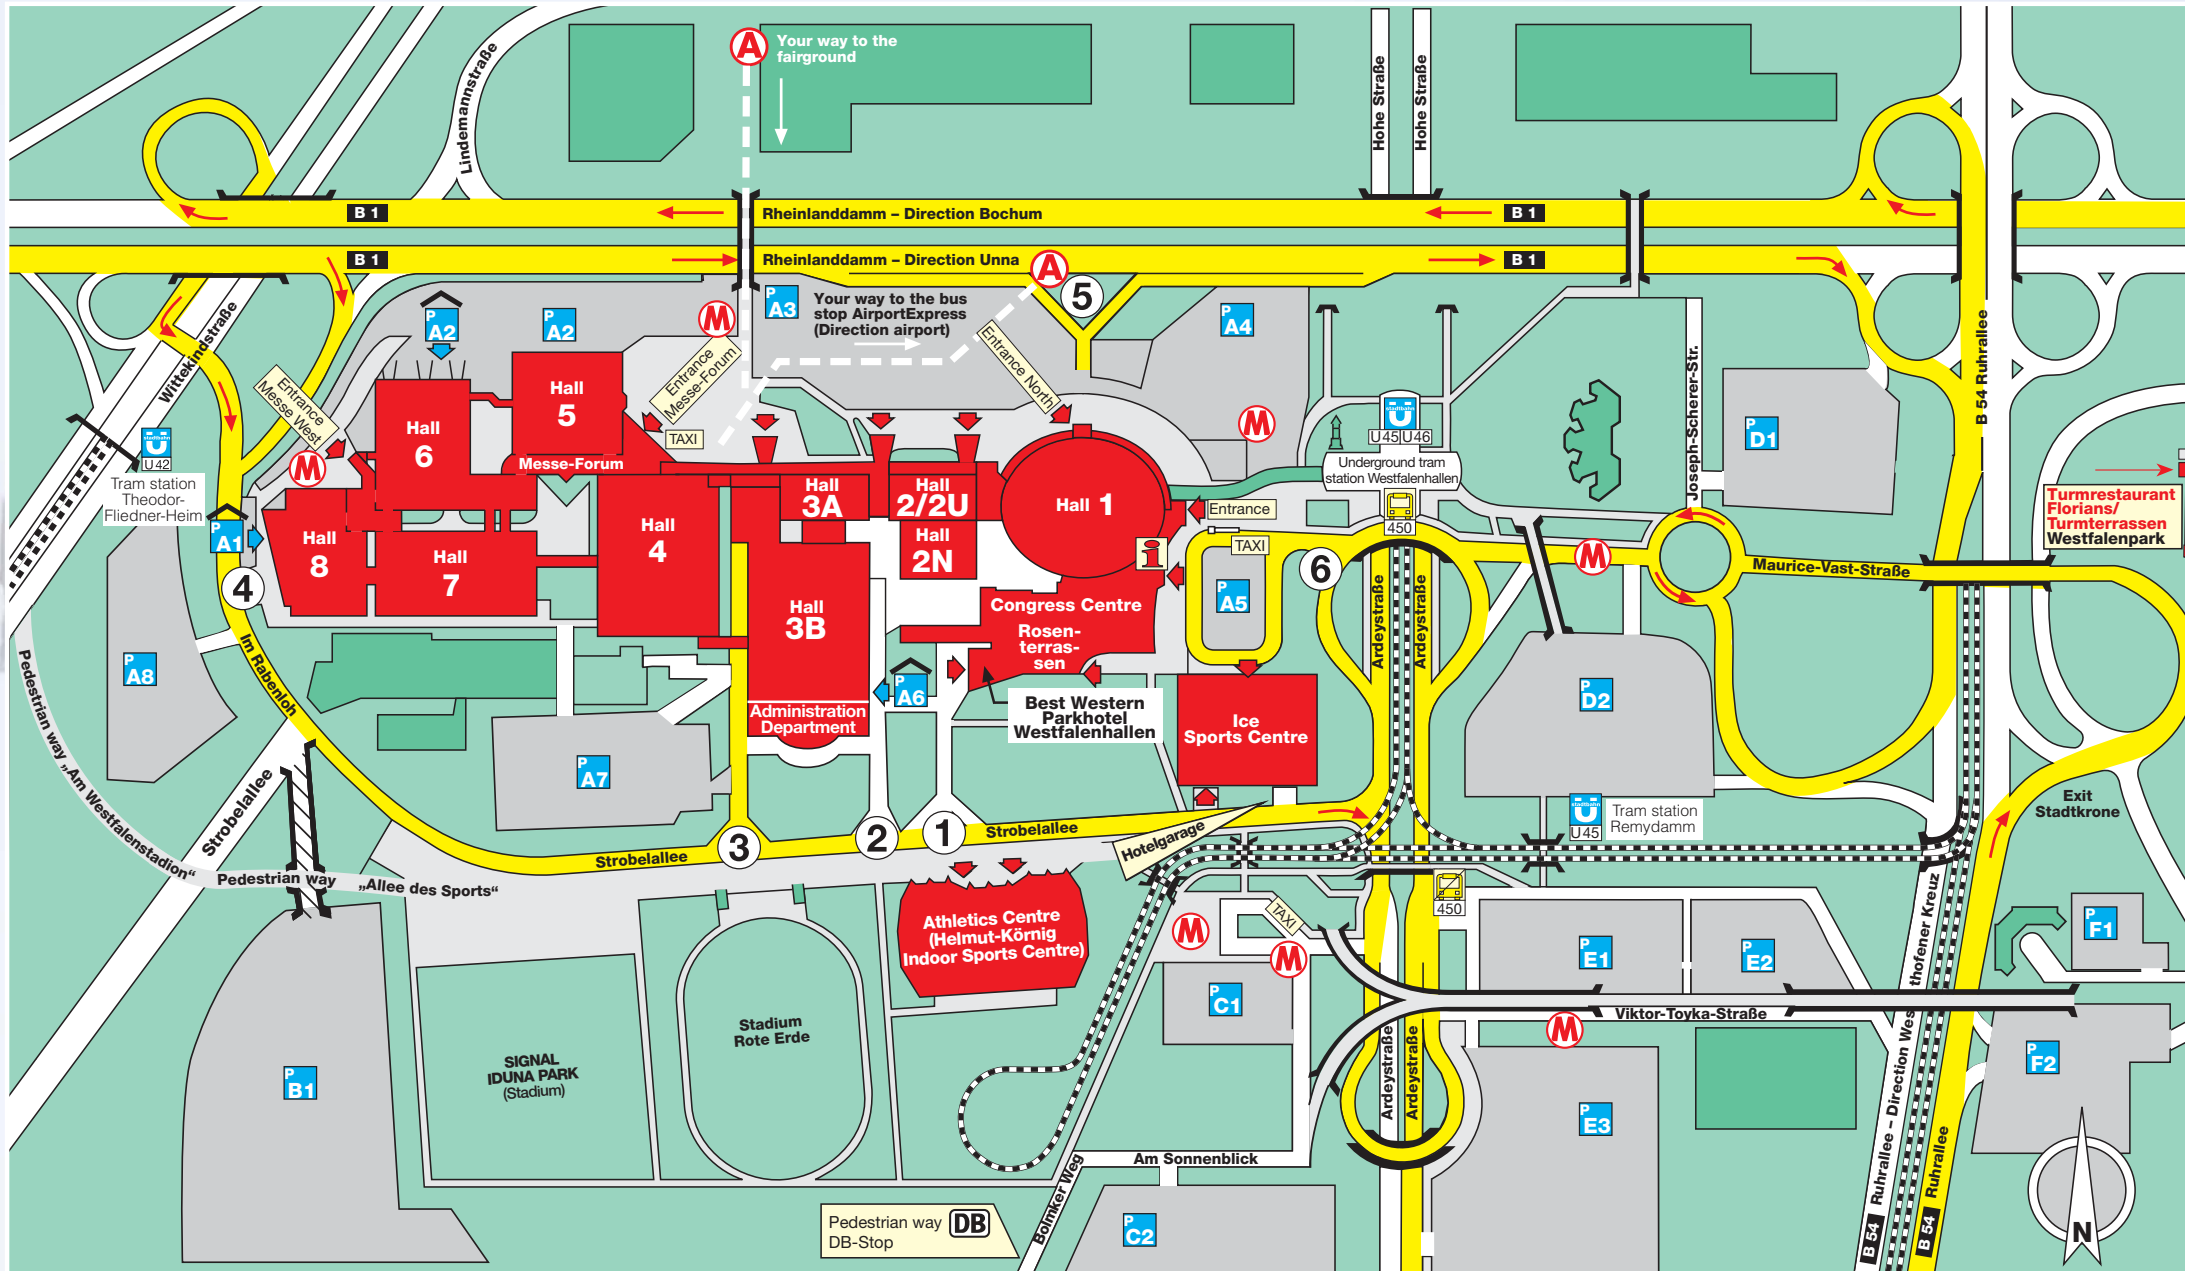 A
Your way to the
fairground
Lindemannstraße
Hohe Straße
Hohe Straße
B 1
Rheinlanddamm – Direction Bochum
B 1
B 1
Rheinlanddamm – Direction Unna
A
B 1
5
Your way to the bus
stop AirportExpress
(Direction airport)
P
A2
P
A2
M
P
A3
P
A4
Wittekindstraße
Entrance
Messe West
Entrance
Messe-Forum
Entrance North
TAXI
M
M
stadtbahn
U
U42
Tram station
Theodor-
Fliedner-Heim
stadtbahn
U
U45
U46
Underground tram
station Westfalenhallen
450
Joseph-Scherer-Str.
P
D1
B 54 Ruhrallee
Turmrestaurant
Florians/
Turmterrassen
Westfalenpark
Hall
5
Hall
6
Messe-Forum
Hall
8
Hall
7
Hall
4
Hall
3A
Hall
2/2U
Hall
2N
Hall 1
Hall
3B
Entrance
TAXI
i
P
A1
4
P
A5
6
M
Maurice-Vast-Straße
Congress Centre
Rosen-
terras-
sen
Ardeystraße
Ardeystraße
Im Rabenloh
P
A8
P
A6
P
D2
Best Western
Parkhotel
Westfalenhallen
Administration
Department
Ice
Sports Centre
P
A7
Pedestrian way „Am Westfalenstadion“
Strobelallee
Pedestrian way
„Allee des Sports“
Strobelallee
3
2
1
Strobelallee
Hotelgarage
stadtbahn
U
U45
Tram station
Remydamm
Exit
Stadtkrone
450
TAXI
M
M
Athletics Centre
(Helmut-Körnig
Indoor Sports Centre)
P
E1
P
E2
P
F1
P
C1
Viktor-Toyka-Straße
M
Stadium
Rote Erde
SIGNAL
IDUNA PARK
(Stadium)
P
B1
Ardeystraße
Ardeystraße
P
E3
P
F2
B 54 Ruhrallee – Direction Westhofener Kreuz
B 54 Ruhrallee
Am Sonnenblick
Bolmker Weg
P
C2
Pedestrian way DB
DB-Stop
N